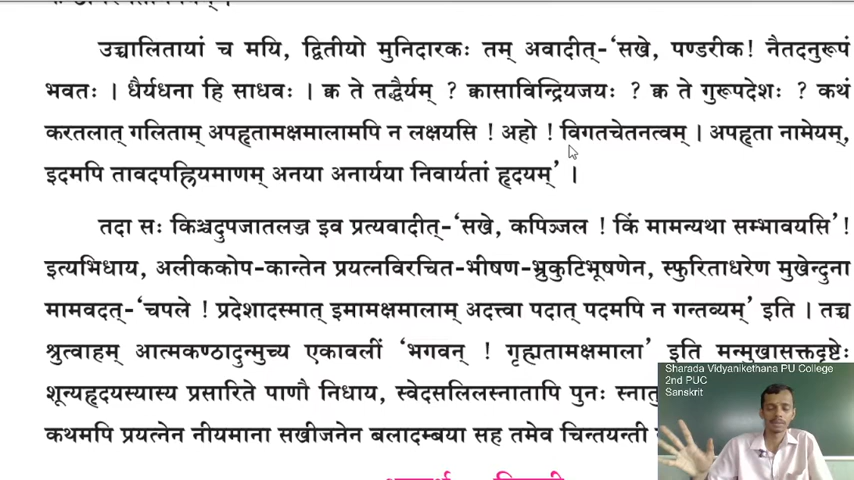 उच्चालितायां च मयि, द्वितीयो मुनिदारकः तम् अवादीत्-‘सखे, पण्डरीक! नैतदनुरूपं
भवतः । धैर्यधना हि साधवः । क्व ते तद्धैर्यम् ? क्वासाविन्द्रियजयः ? क्व ते गुरूपदेशः ? कथं
करतलात् गलिताम् अपहृतामक्षमालामपि न लक्षयसि ! अहो ! विगतचेतनत्वम् । अपहृता नामेयम्,
इदमपि तावदपह्रियमाणम् अनया अनार्यया निवार्यतां हृदयम्’ ।
तदा सः किञ्चदुपजातलज्ज इव प्रत्यवादीत्-‘सखे, कपिञ्जल ! किं मामन्यथा सम्भावयसि’ !
इत्यभिधाय, अलीककोप-कान्तेन प्रयत्नविरचित-भीषण-भ्रुकुटिभूषणेन, स्फुरिताधरेण मुखेन्दुना
मामवदत्-‘चपले ! प्रदेशादस्मात् इमामक्षमालाम् अदत्त्वा पदात् पदमपि न गन्तव्यम्’ इति । तच्च
श्रुत्वाहम् आत्मकण्ठादुन्मुच्य एकावलीं ‘भगवन् ! गृह्यतामक्षमाला’ इति मन्मुखासक्तदृष्टेः
शून्यहृदयस्यास्य प्रसारिते पाणौ निधाय, स्वेदसलिलस्नातापि पुनः
कथमपि प्रयत्नेन नीयमाना सखीजनेन बलादम्बया सह तमेव चिन्तयन्ती
Sharada Vidyanikethana PU College
2nd PUC
Sanskrit